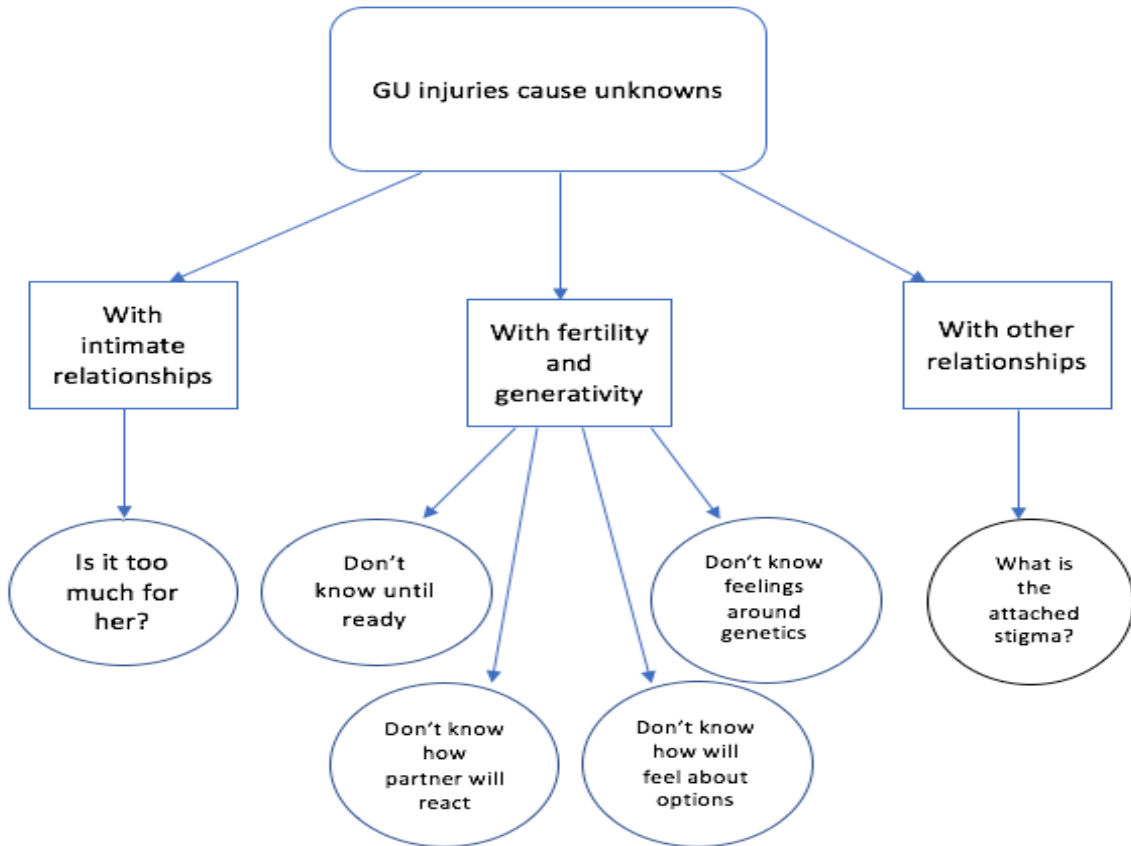 GU injuries cause unknowns
With
intimate
relationships
With fertility
and
generativity
With other
relationships
Is it too
much for
her?
Don't
know until
ready
Don't know
feelings
around
genetics
What is
the
attached
stigma?
Don't know
how
partner will
react
Don't know
how will
feel about
options